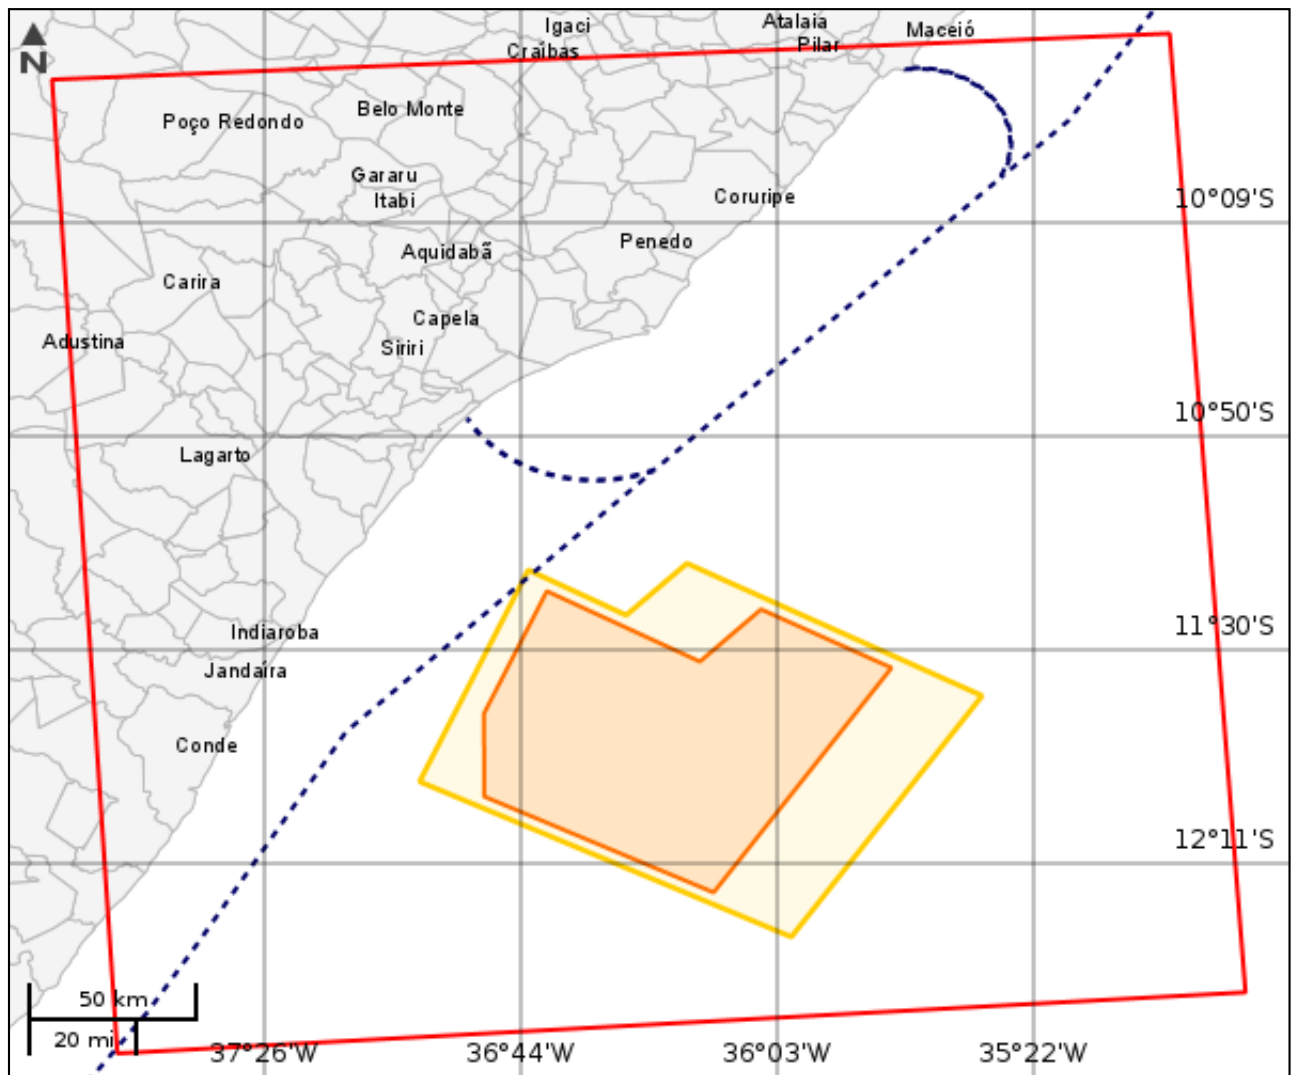 Igaci
Atalaia
Maceió
Craíbas
Pilar
N
Belo Monte
Poço Redondo
Gararu
Itabi
Coruripe
10°09'S
Penedo
Aquidabã
Carira
Capela
Adustina
Siriri
10°50'S
Lagarto
11°30'S
Indiaroba
Jandaíra
Conde
12°11'S
50 km
20 mi
37°26'W
36°44'W
36°03'W
35°22'W